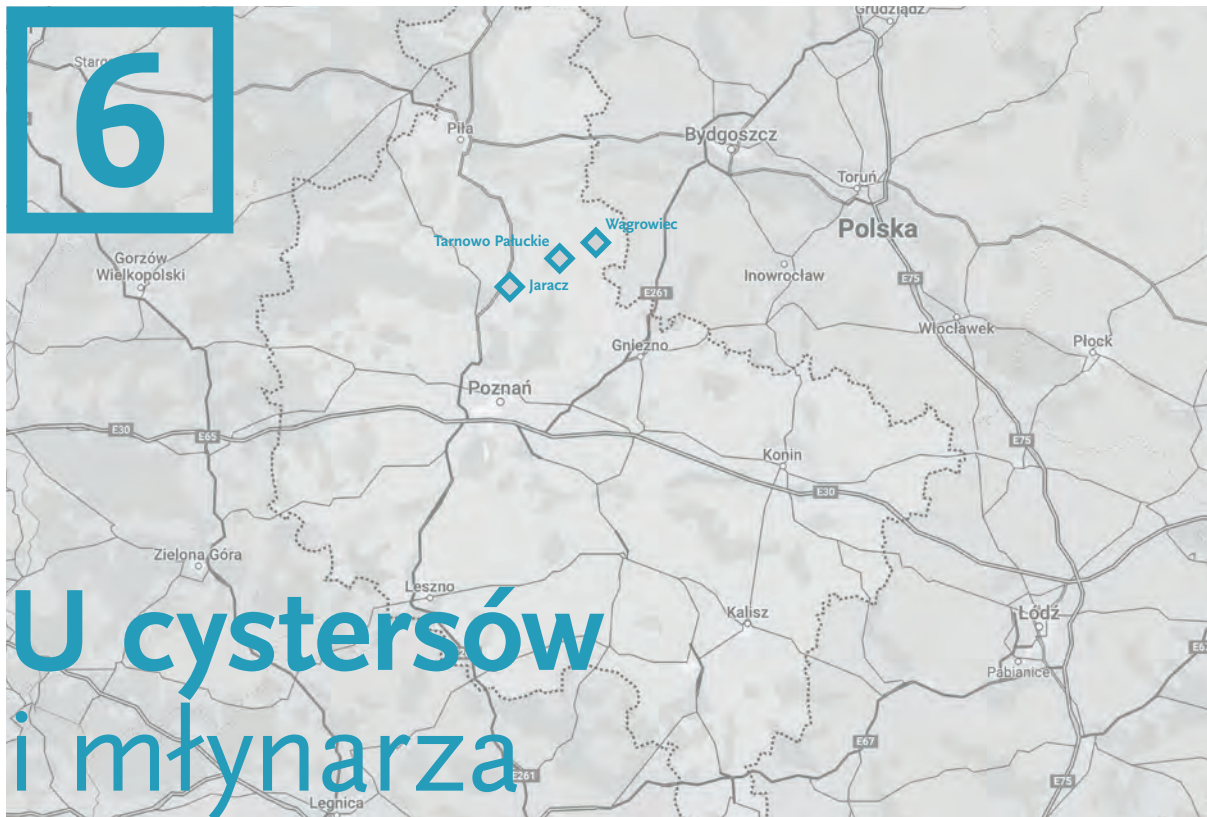 6
Grudziądz
Piła
Bydgoszcz
Toruń
Wągrowiec
Polska
Tarnowo Pałuckie
Gorzów
Wielkopolski
Inowrocław
E75
Jaracz
E261
Włocławek
Płock
Gniezno
Poznań
E30
E65
E75
Konin
E30
Zielona Góra
Leszno
Kalisz
Łódź
U cystersów
Pabianice
i młynarza
E67
E261
E75
Legnica